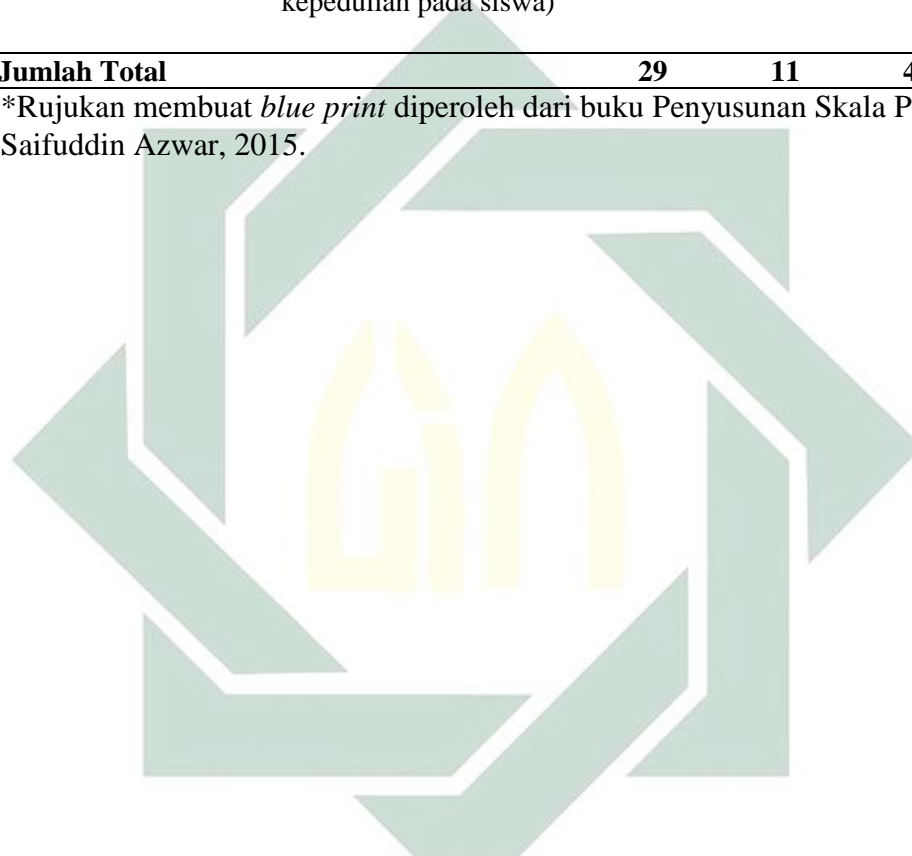 kepedulian pada siswa)
Jumlah Total 29 11 4
*Rujukan membuat blue print diperoleh dari buku Penyusunan Skala P
Saifuddin Azwar, 2015.